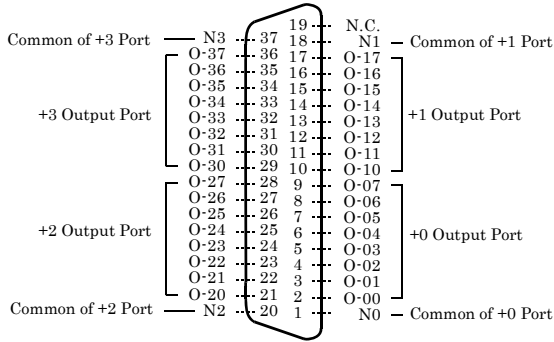 19 N.C.
Common of +3 Port N3 37 18 N1 Common of +1 Port
O-37 36 17 O-17
O-36 35 16 O-16
O-35 34 15 O-15
O-34 33 14 O-14
+3 Output Port O-33 32 13 O-13 +1 Output Port
O-32 31 12 O-12
O-31 30 11 O-11
O-30 29 10 O-10
O-27 28 9 O-07
O-26 27 8 O-06
O-25 26 7 O-05
+2 Output Port O-24 25 6 O-04 +0 Output Port
O-23 24 5 O-03
O-22 23 4 O-02
O-21 22 3 O-01
O-20 21 2 O-00
Common of +2 Port N2 20 1 N0 Common of +0 Port